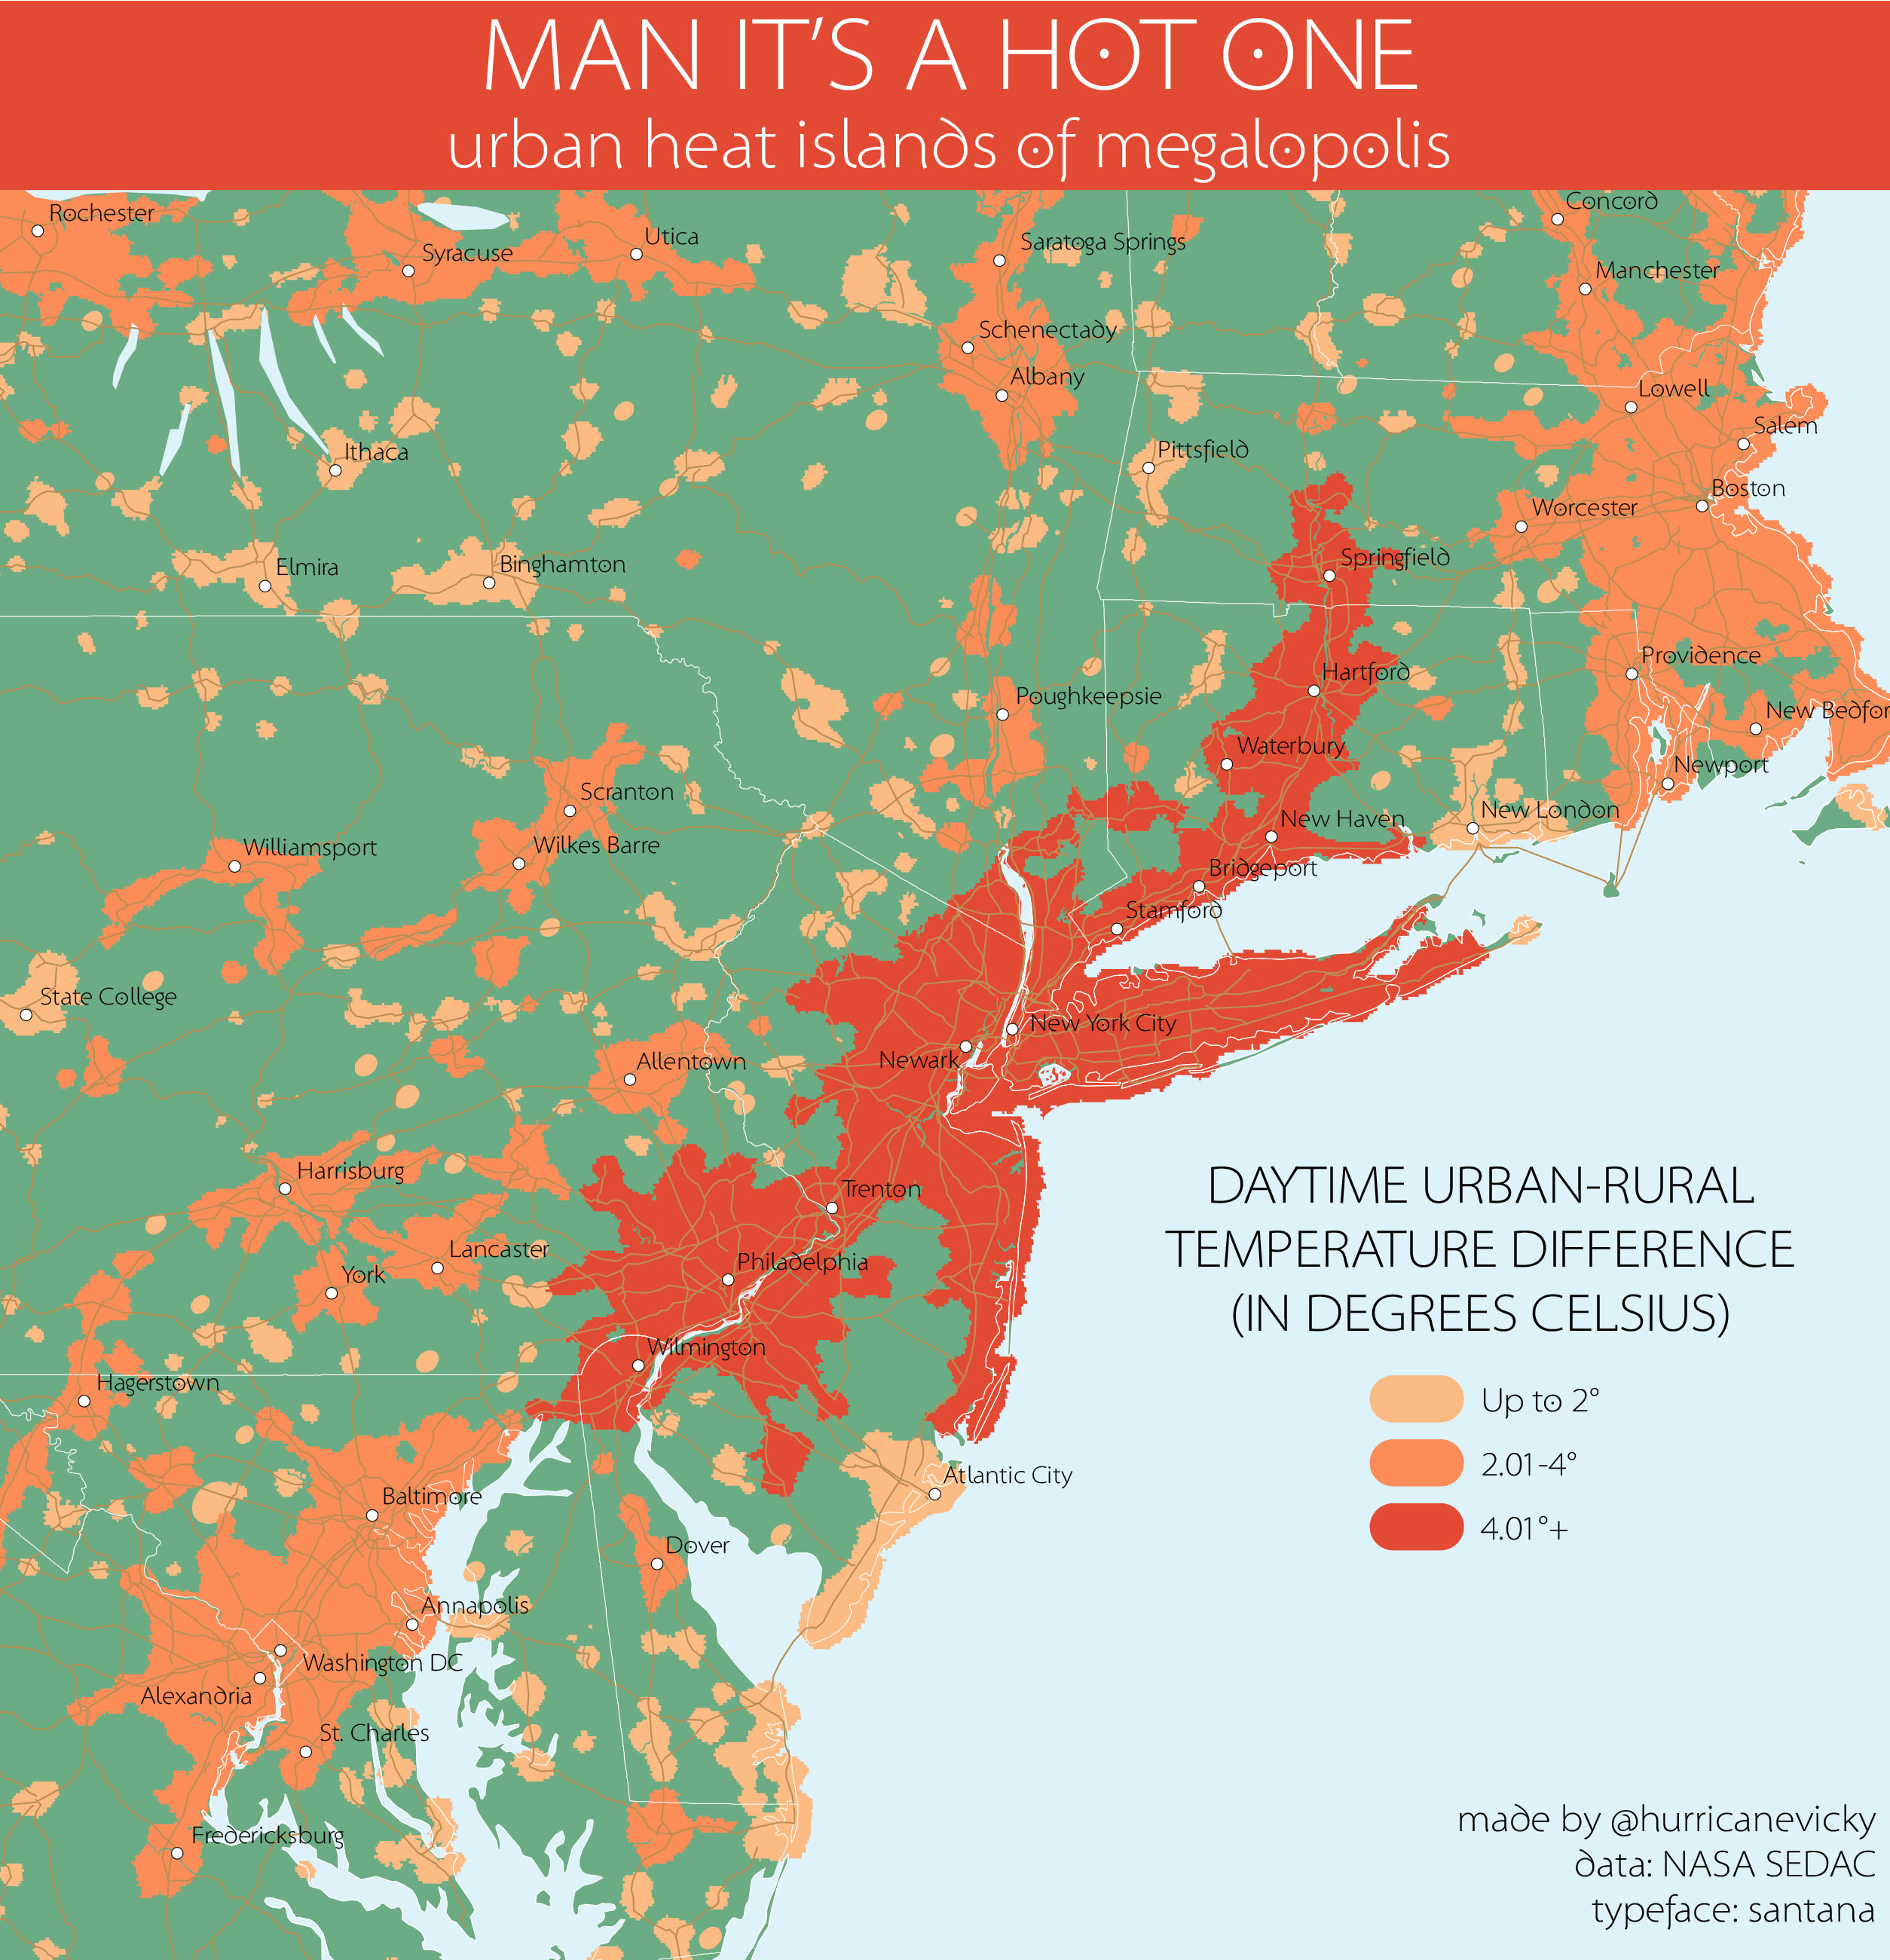 MAN IT'S A HOT ONE
urban heat islands of megalopolis
Rochester
Syracuse
Utica
Saratoga Springs
Concord
Manchester
Schenectady
Albany
Lowell
Salem
Ithaca
Pittsfield
Boston
Worcester
Elmira
Binghamton
Springfield
Providence
Hartford
Poughkeepsie
New Bedfor
Waterbury
Newport
Scranton
New London
New Haven
Williamsport
Wilkes Barre
Bridgeport
Stamford
State College
New York City
Newark
Allentown
Harrisburg
Trenton
Lancaster
York
Philadelphia
Wilmington
Hagerstown
DAYTIME URBAN-RURAL
TEMPERATURE DIFFERENCE
(IN DEGREES CELSIUS)
Up to 2°
2.01-4°
4.01°+
Atlantic City
Baltimore
Dover
Annapolis
Washington DC
Alexandria
St. Charles
Fredericksburg
made by @hurricanevicky
data: NASA SEDAC
typeface: santana